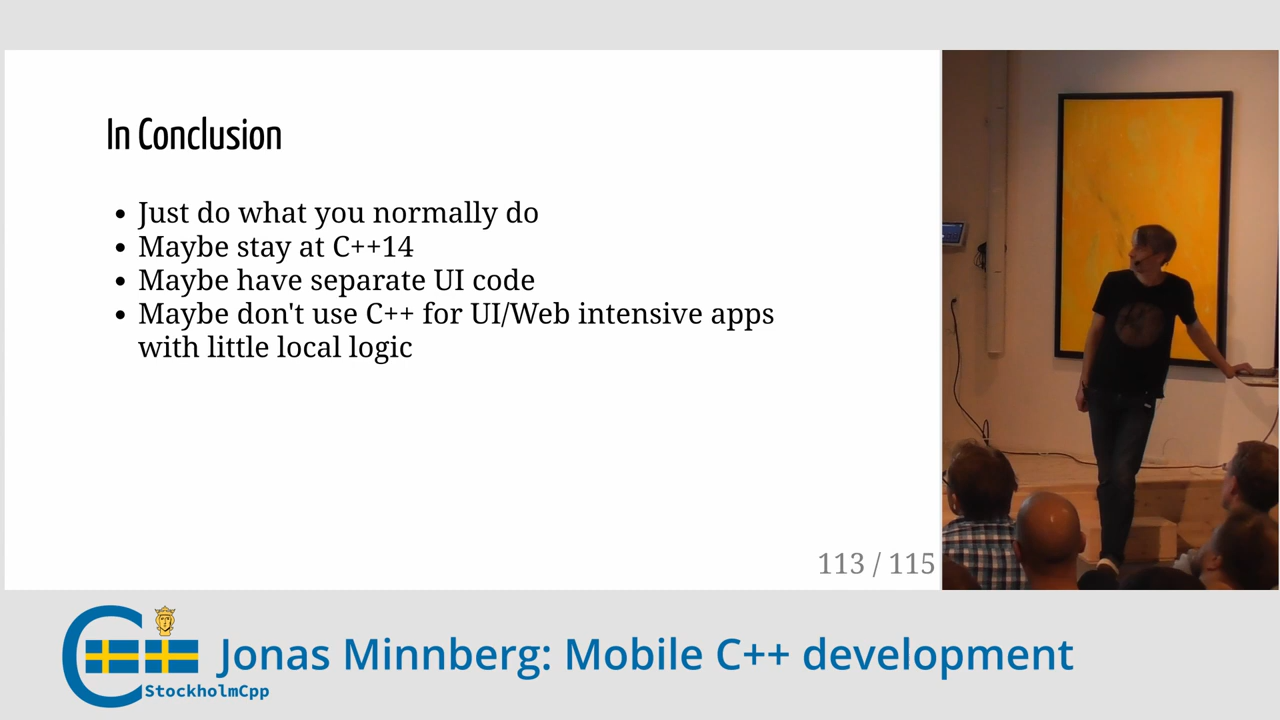 In Conclusion
• Just do what you normally do
• Maybe stay at C++14
• Maybe have separate UI code
• Maybe don't use C++ for UI/Web intensive apps
with little local logic
113 / 115
Jonas Minnberg: Mobile C++ development
C++
StockholmCpp